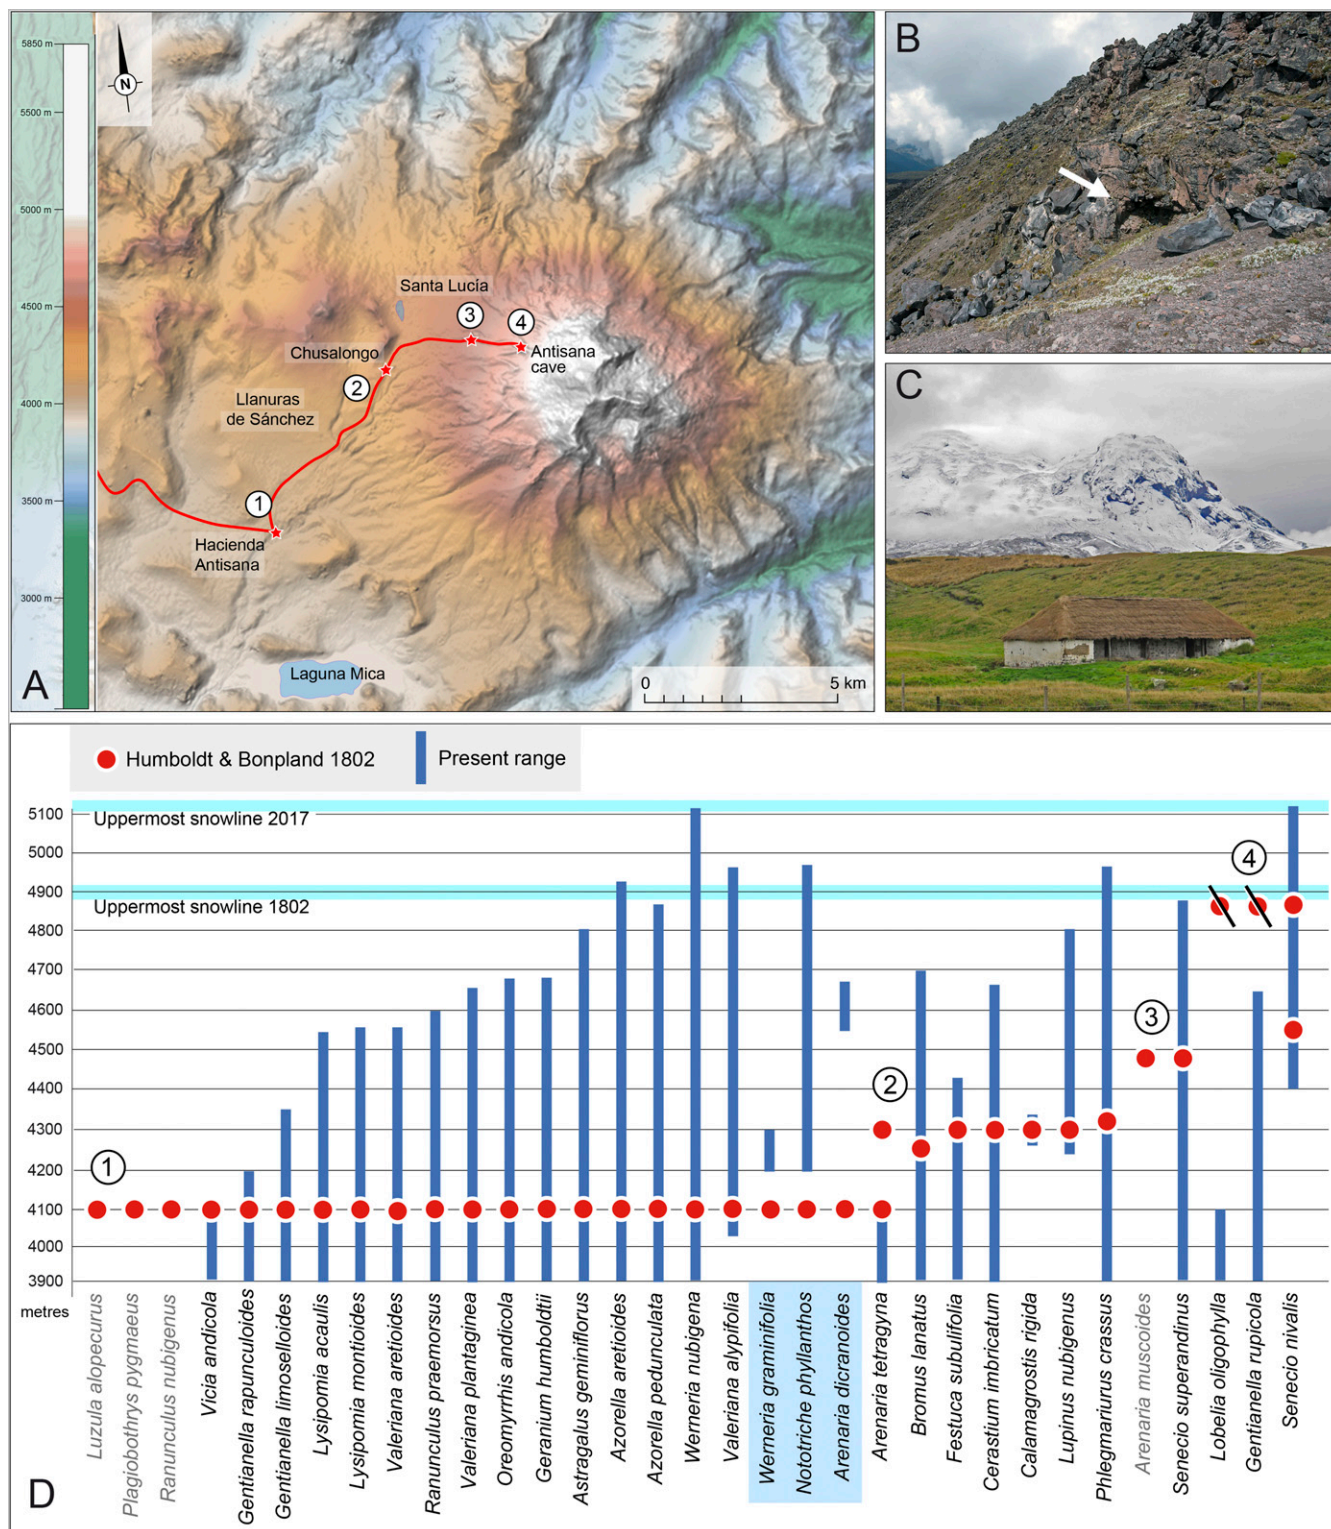 5850 m
5500 m
5000 m
4500 m
4000 m
3500 m
3000 m
N
Santa Lucía
3
4
Chusalongo
Antisana
cave
2
Llanuras
de Sánchez
1
Hacienda
Antisana
Laguna Mica
0
5 km
A
B
C
Humboldt & Bonpland 1802
Present range
5100
5000
4900
4800
4700
4600
4500
4400
4300
4200
4100
4000
3900
metres
Uppermost snowline 2017
Uppermost snowline 1802
1
2
3
4
Luzula alopecurus
Plagiobothrys pygmaeus
Ranunculus nubigenus
Vicia andicola
Gentianella rapunculoides
Gentianella limoselloides
Lysipomia acaulis
Lysipomia montioides
Valeriana aretioides
Ranunculus praemorsus
Valeriana plantaginea
Oreomyrrhis andicola
Geranium humboldtii
Astragalus geminiflorus
Azorella aretioides
Azorella pedunculata
Werneria nubigena
Valeriana alypifolia
Werneria graminifolia
Nototriche phyllanthos
Arenaria dicranoides
Arenaria tetragyna
Bromus lanatus
Festuca subulifolia
Cerastium imbricatum
Calamagrostis rigida
Lupinus nubigenus
Phlegmariurus crassus
Arenaria muscoides
Senecio superandinus
Lobelia oligophylla
Gentianella rupicola
Senecio nivalis
D